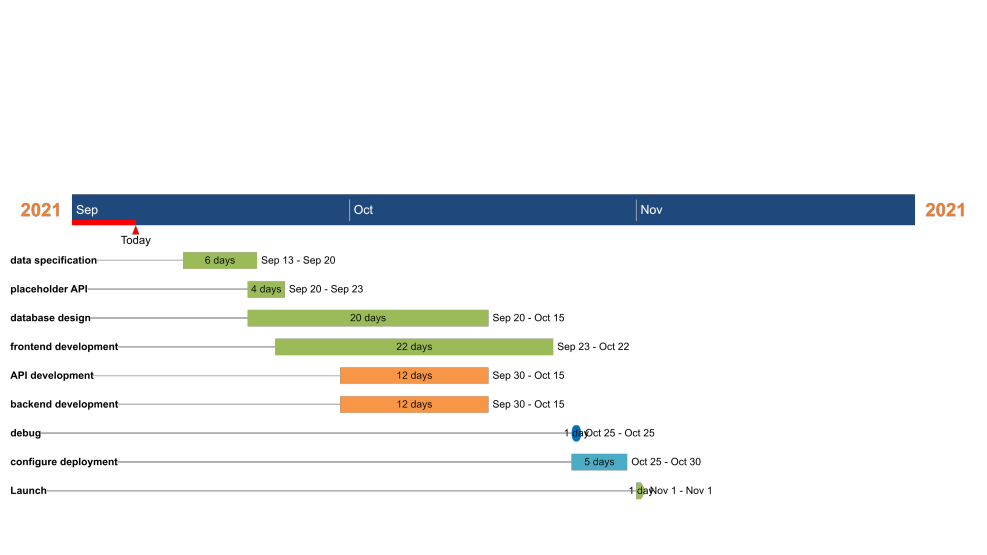 2021 Sep Oct Nov 2021
Today
data specification 6 days Sep 13 - Sep 20
placeholder API 4 days Sep 20 - Sep 23
database design 20 days Sep 20 - Oct 15
frontend development 22 days Sep 23 - Oct 22
API development 12 days Sep 30 - Oct 15
backend development 12 days Sep 30 - Oct 15
debug 1 day Oct 25 - Oct 25
configure deployment 5 days Oct 25 - Oct 30
Launch 1 day Nov 1 - Nov 1